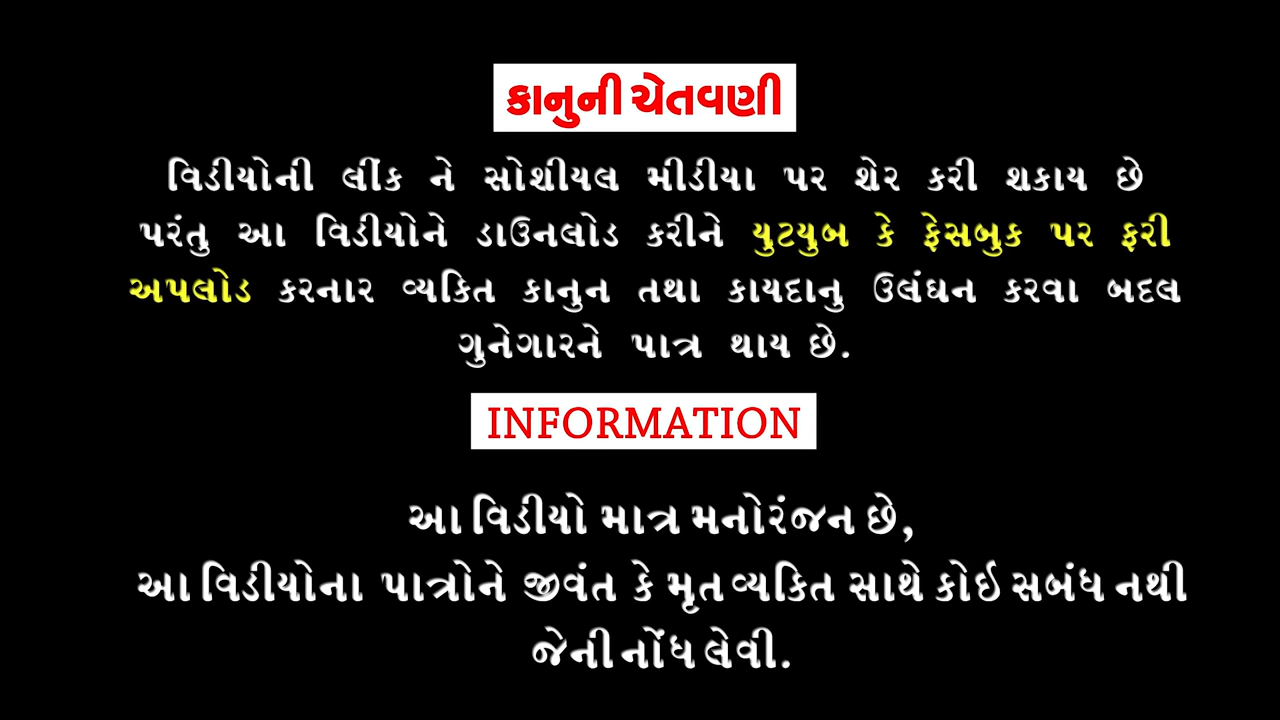 કાનુની ચેતવણી
વિડીયોની લીંક ને સોશીયલ મીડીયા પર શેર કરી શકાય છે
પરંતુ આ વિડીયોને ડાઉનલોડ કરીને યુટયુબ કે ફેસબુક પર ફરી
અપલોડ કરનાર વ્યકિત કાનુન તથા કાયદાનુ ઉલંઘન કરવા બદલ
ગુનેગારને પાત્ર થાય છે.
INFORMATION
આ વિડીયો માત્ર મનોરંજન છે,
આ વિડીયોના પાત્રોને જીવંત કે મૃત વ્યકિત સાથે કોઇ સબંધ નથી
જેની નોંધ લેવી.